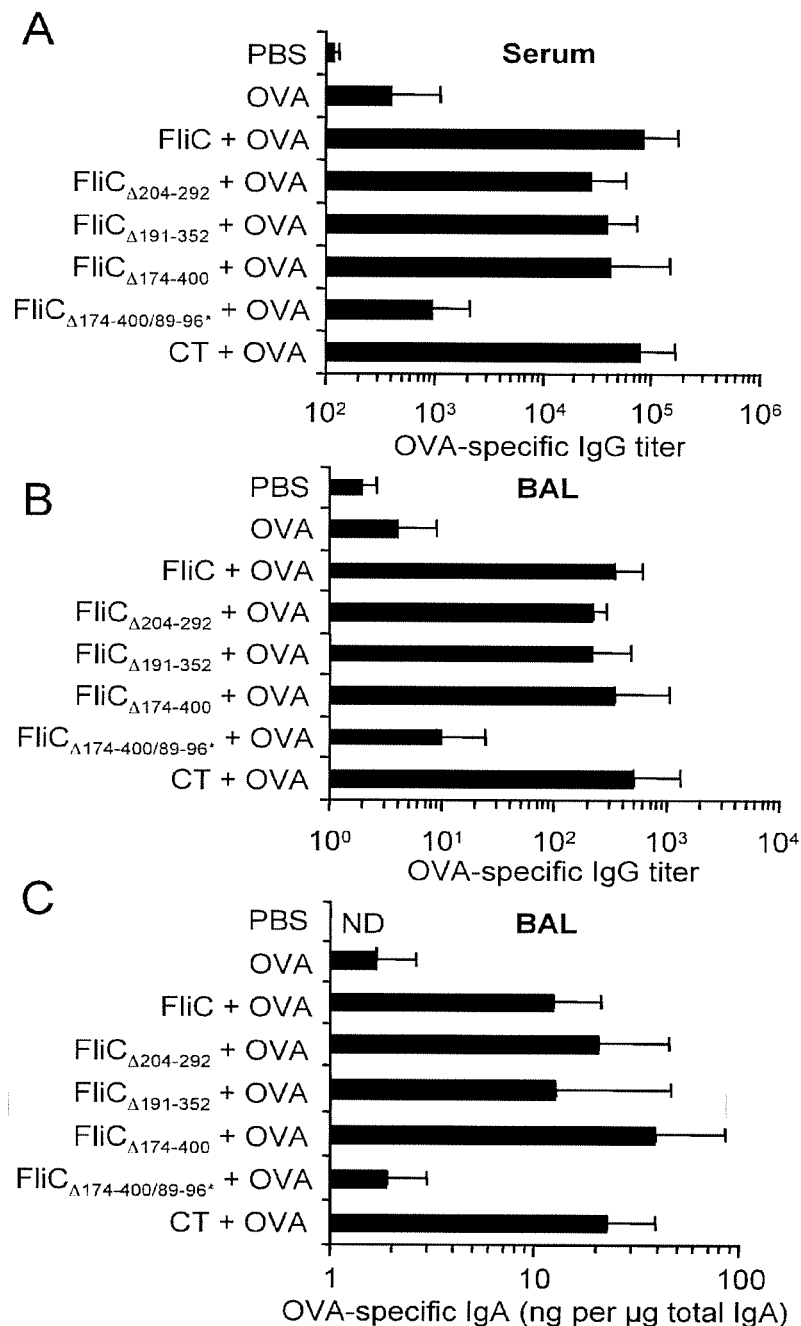 A
Serum
PBS
OVA
FliC + OVA
FliCΔ204-292 + OVA
FliCΔ191-352 + OVA
FliCΔ174-400 + OVA
FliCΔ174-400/89-96* + OVA
CT + OVA
10² 10³ 10⁴ 10⁵ 10⁶
OVA-specific IgG titer
B
BAL
PBS
OVA
FliC + OVA
FliCΔ204-292 + OVA
FliCΔ191-352 + OVA
FliCΔ174-400 + OVA
FliCΔ174-400/89-96* + OVA
CT + OVA
10⁰ 10¹ 10² 10³ 10⁴
OVA-specific IgG titer
C
PBS ND BAL
OVA
FliC + OVA
FliCΔ204-292 + OVA
FliCΔ191-352 + OVA
FliCΔ174-400 + OVA
FliCΔ174-400/89-96* + OVA
CT + OVA
1 10 100
OVA-specific IgA (ng per µg total IgA)